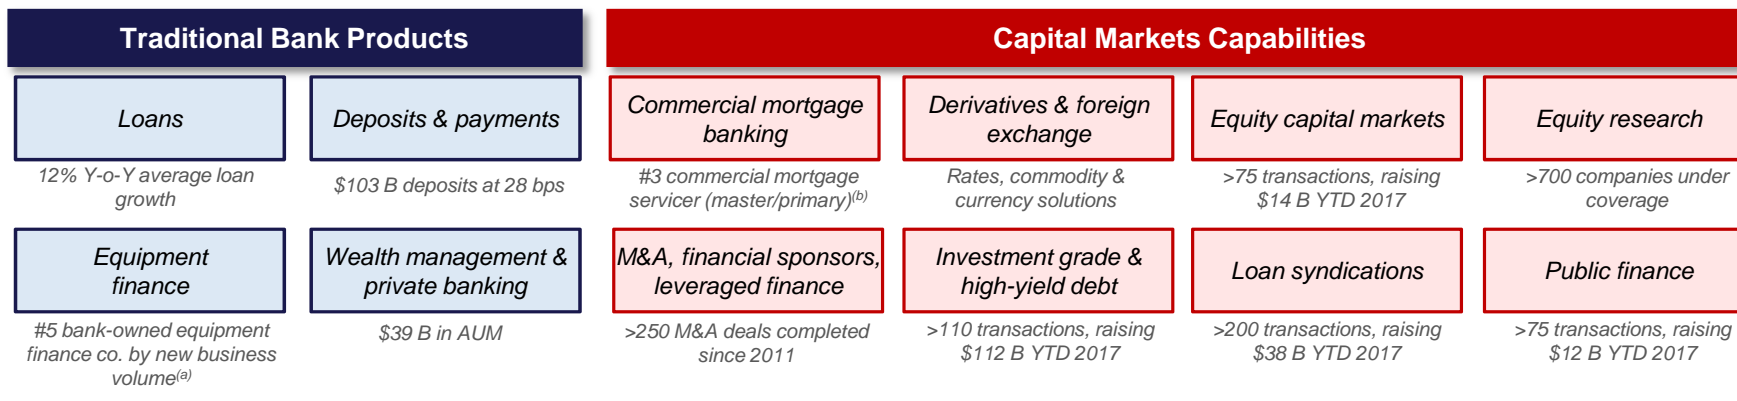 Traditional Bank Products
Capital Markets Capabilities
Loans
Deposits & payments
Commercial mortgage
banking
Derivatives & foreign
exchange
Equity capital markets
Equity research
12% Y-o-Y average loan
growth
$103 B deposits at 28 bps
#3 commercial mortgage
servicer (master/primary)(b)
Rates, commodity &
currency solutions
>75 transactions, raising
$14 B YTD 2017
>700 companies under
coverage
Equipment
finance
Wealth management &
private banking
M&A, financial sponsors,
leveraged finance
Investment grade &
high-yield debt
Loan syndications
Public finance
#5 bank-owned equipment
finance co. by new business
volume(a)
$39 B in AUM
>250 M&A deals completed
since 2011
>110 transactions, raising
$112 B YTD 2017
>200 transactions, raising
$38 B YTD 2017
>75 transactions, raising
$12 B YTD 2017